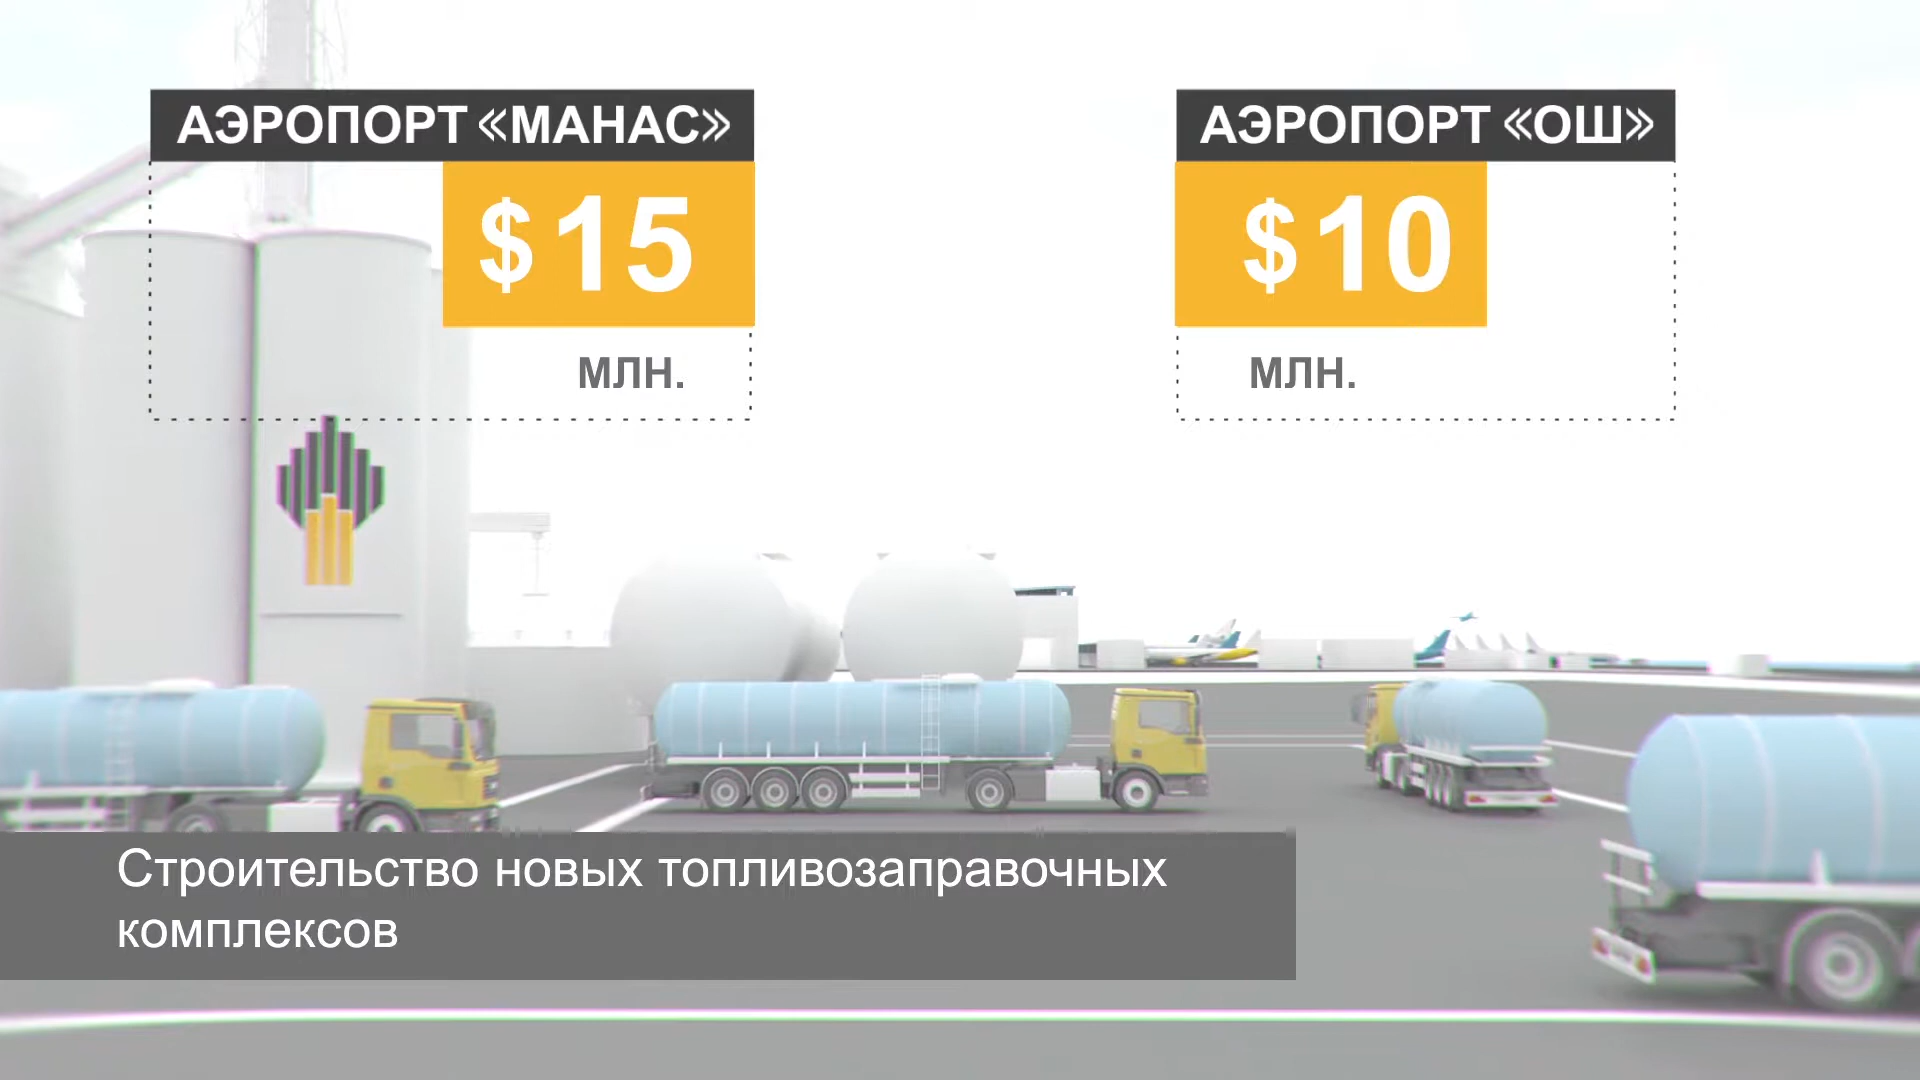 АЭРОПОРТ «МАНАС»
$15
МЛН.
АЭРОПОРТ «ОШ»
$10
МЛН.
Строительство новых топливозаправочных
комплексов